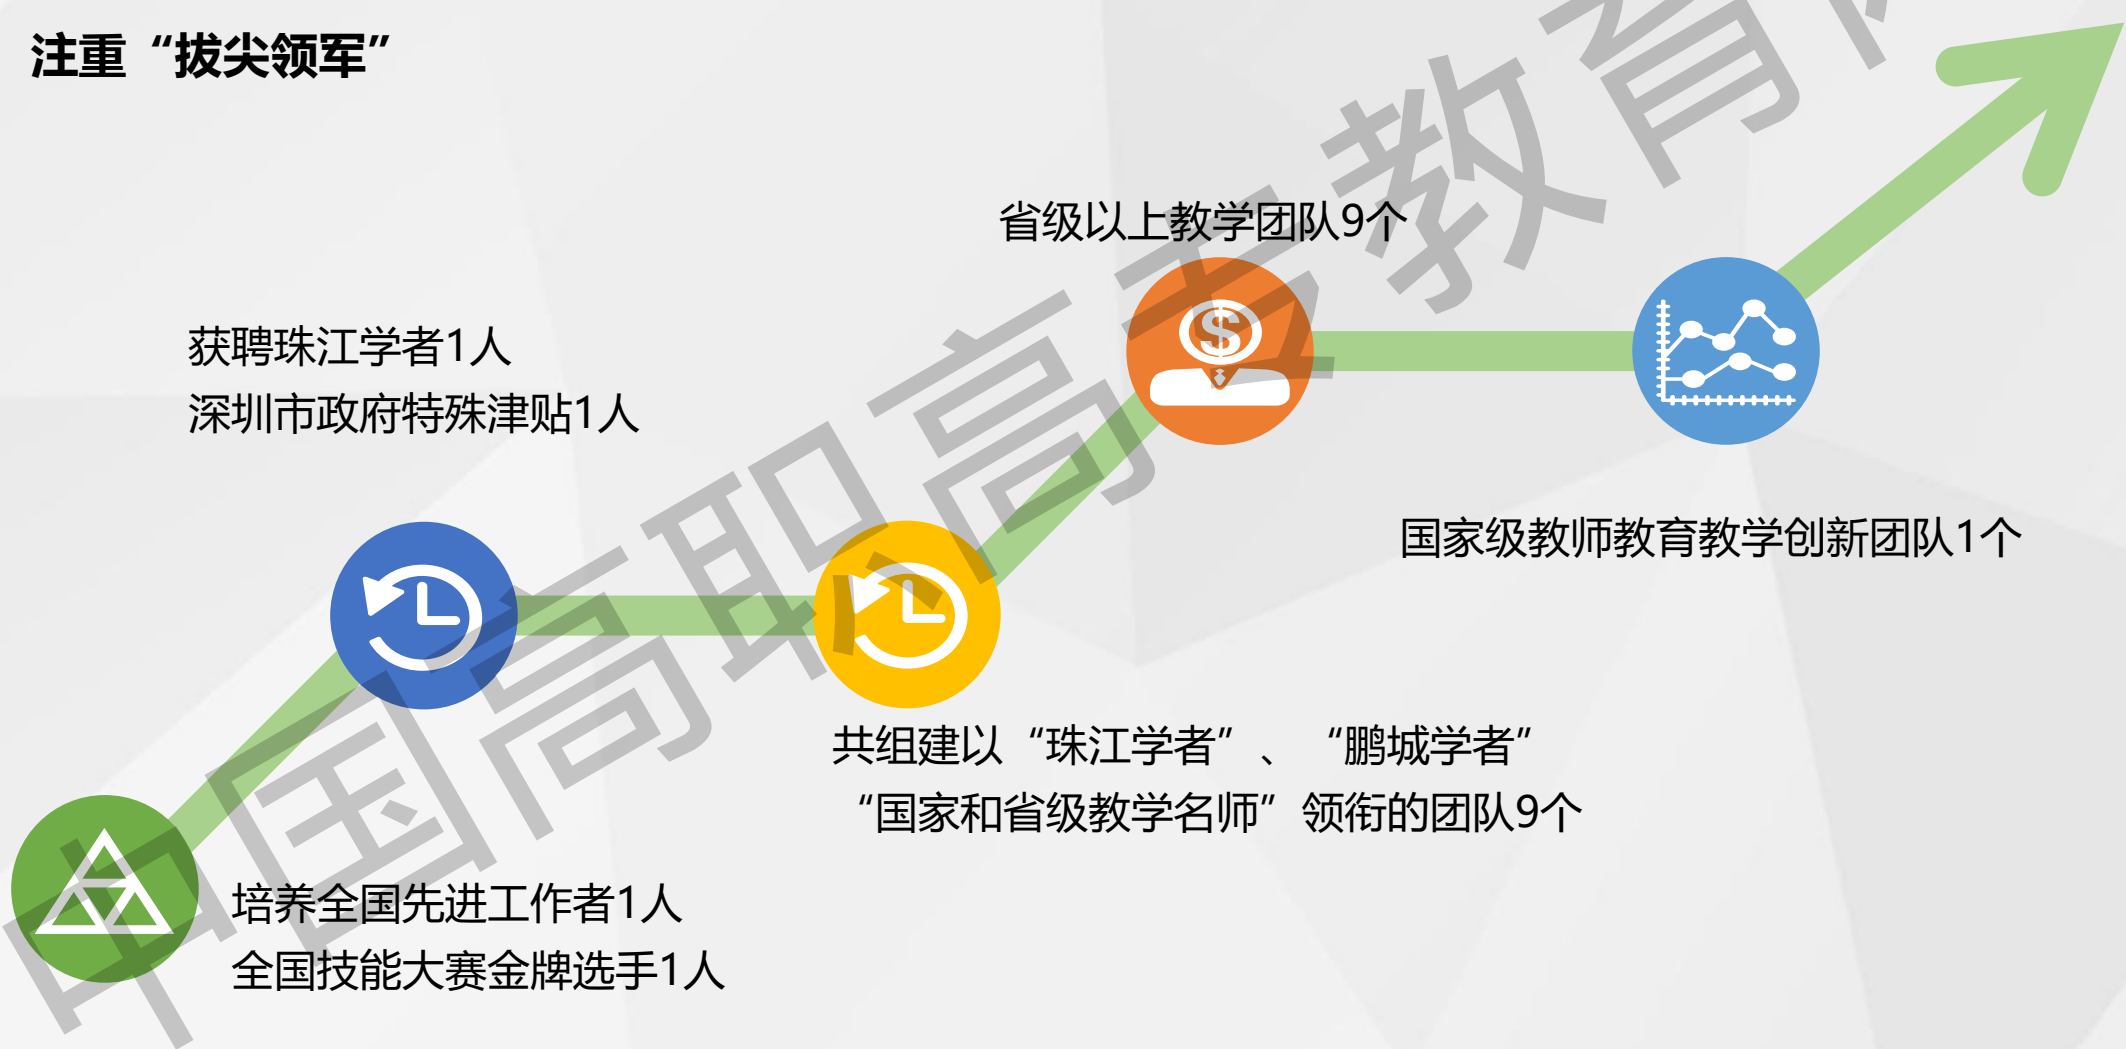 注重“拔尖领军”
省级以上教学团队9个
获聘珠江学者1人
深圳市政府特殊津贴1人
国家级教师教育教学创新团队1个
共组建以“珠江学者”、“鹏城学者”
“国家和省级教学名师”领衔的团队9个
培养全国先进工作者1人
全国技能大赛金牌选手1人
中国高职高专教育